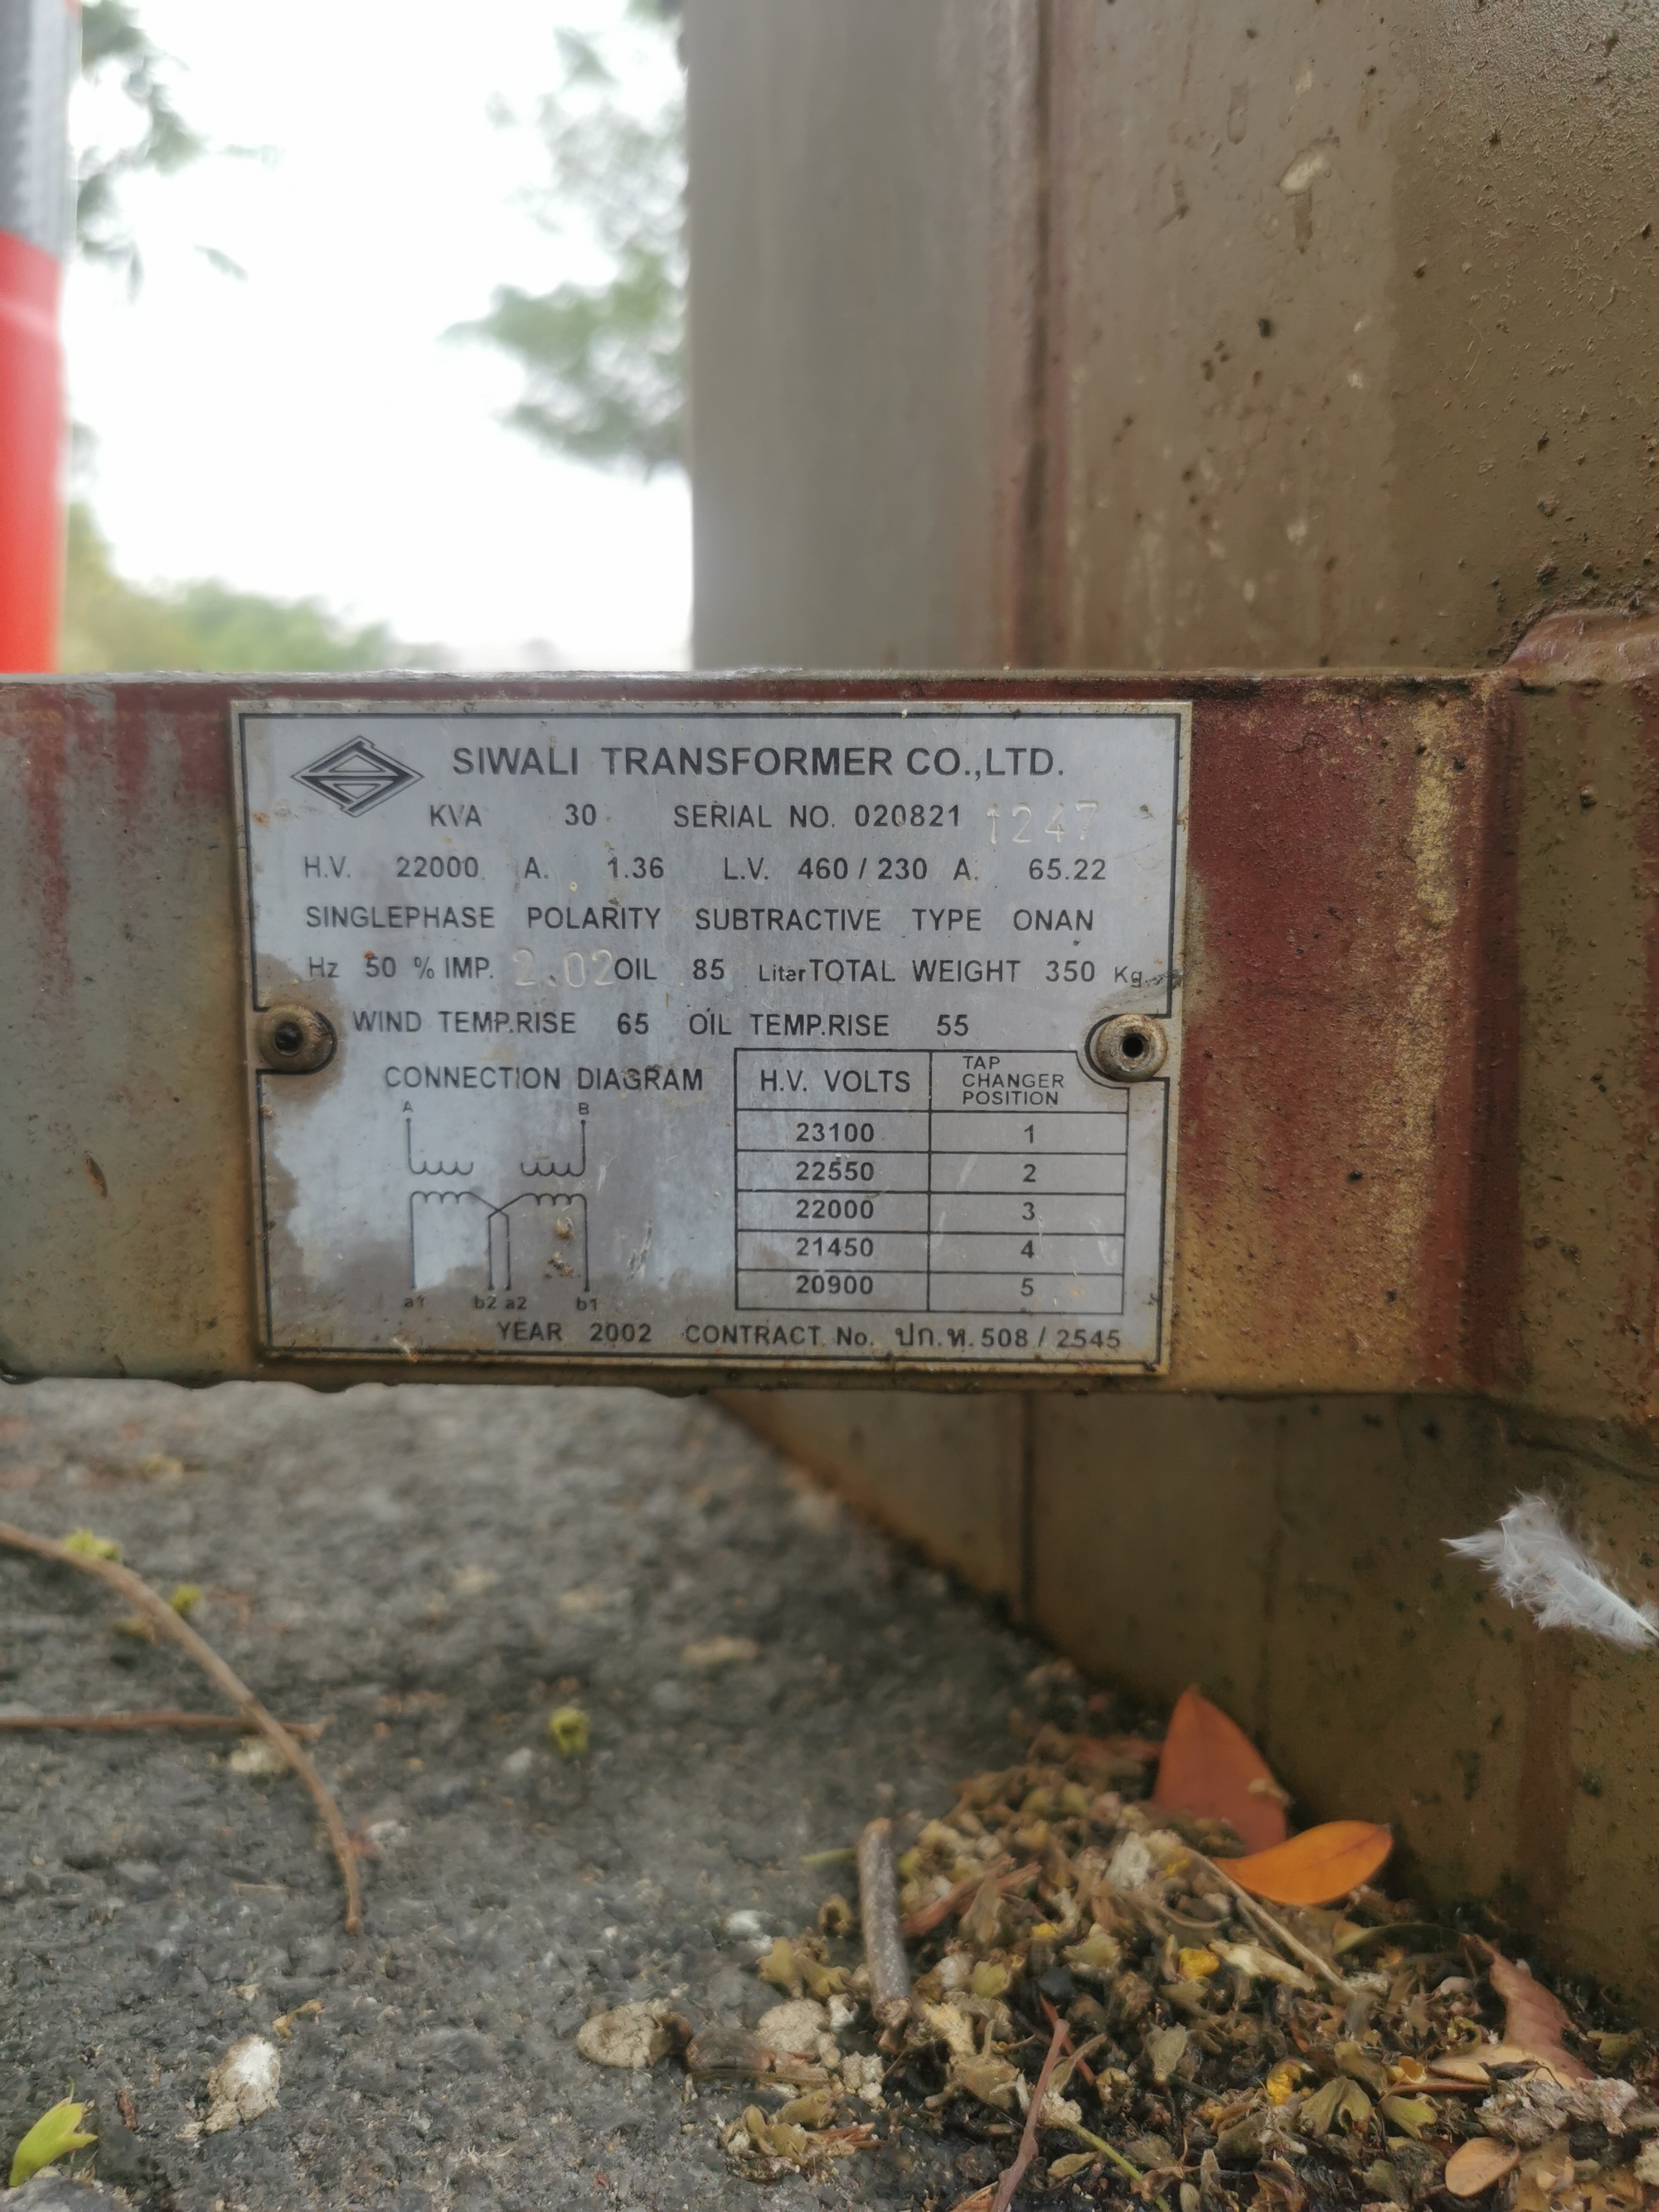 SIWALI TRANSFORMER CO.,LTD.
KVA 30 SERIAL NO. 020821 1247
H.V. 22000 A. 1.36 L.V. 460 / 230 A. 65.22
SINGLEPHASE POLARITY SUBTRACTIVE TYPE ONAN
Hz 50 % IMP. 2.02 OIL 85 Liter TOTAL WEIGHT 350 Kg.
WIND TEMP.RISE 65 OIL TEMP.RISE 55
CONNECTION DIAGRAM
A B
a1 b2 a2 b1
H.V. VOLTS TAP CHANGER POSITION
23100 1
22550 2
22000 3
21450 4
20900 5
YEAR 2002 CONTRACT No. ปก.ห. 508 / 2545